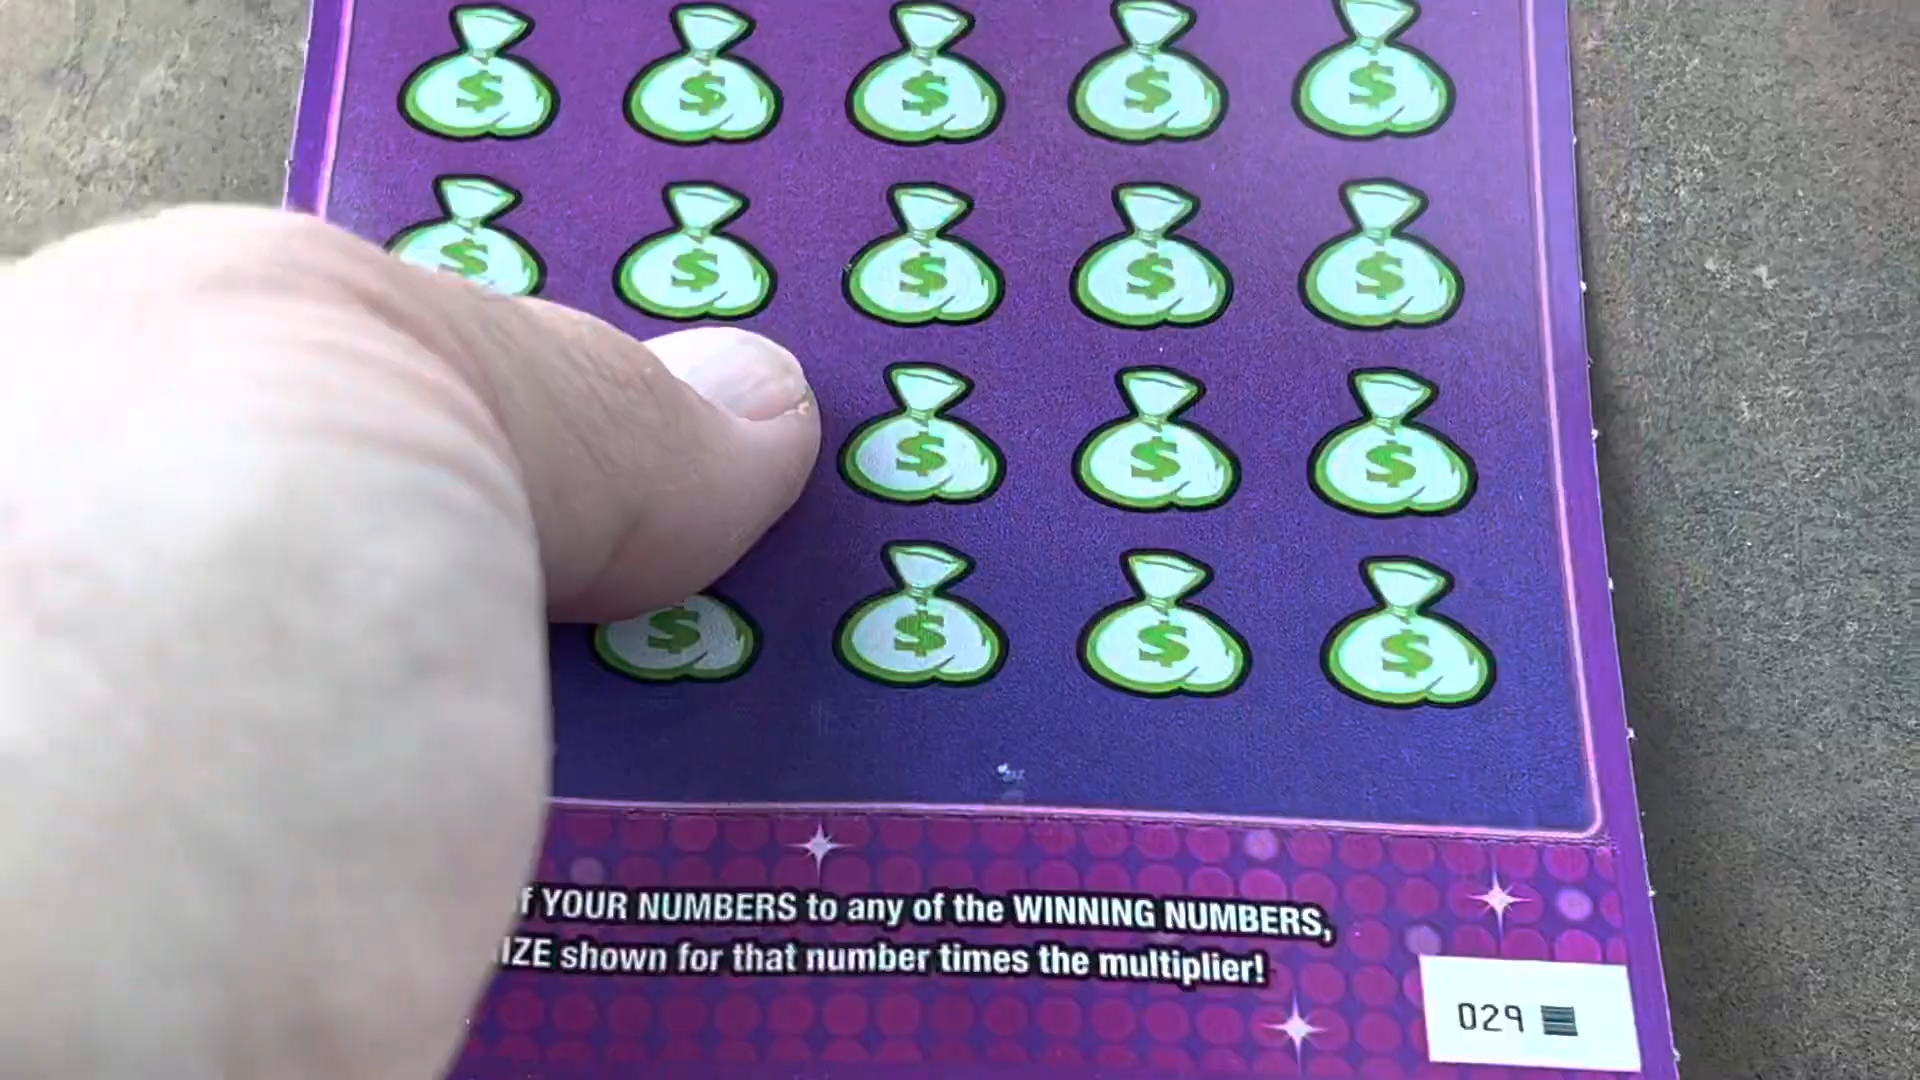 $ $ $ $ $
$ $ $ $ $
$ $ $
$ $ $ $
f YOUR NUMBERS to any of the WINNING NUMBERS,
IZE shown for that number times the multiplier!
029